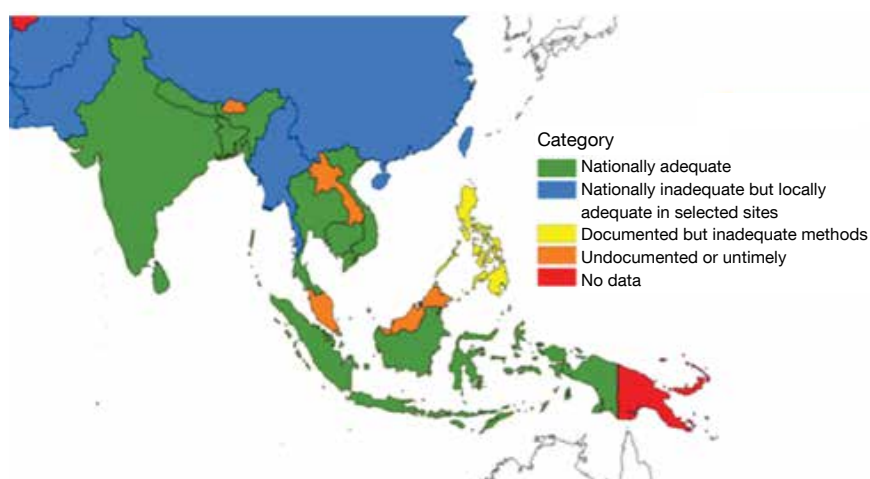 Category
Nationally adequate
Nationally inadequate but locally
adequate in selected sites
Documented but inadequate methods
Undocumented or untimely
No data